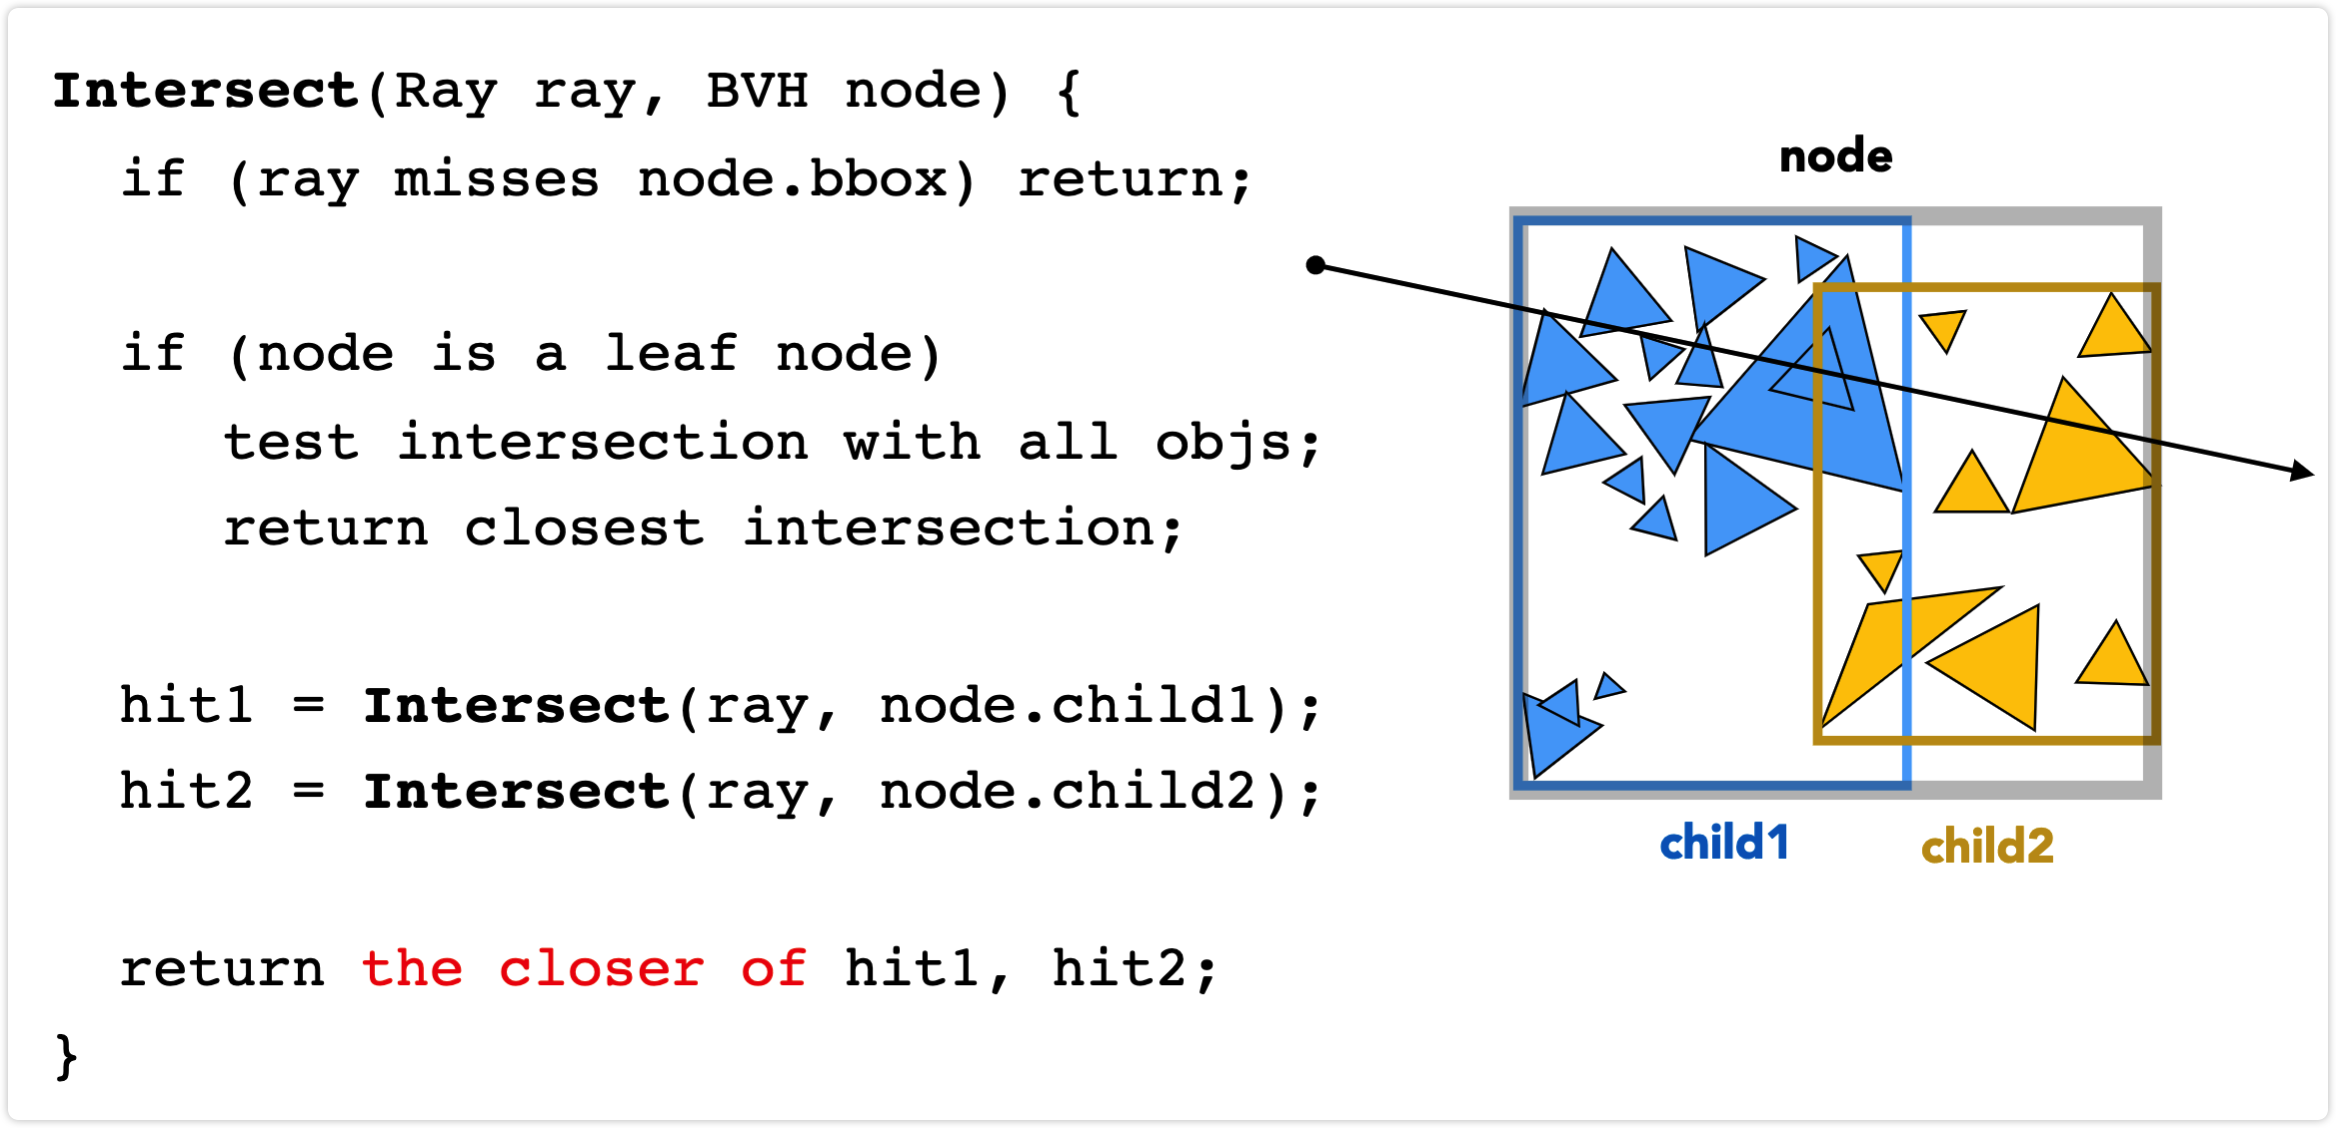 Intersect(Ray ray, BVH node) {
if (ray misses node.bbox) return;
if (node is a leaf node)
test intersection with all objs;
return closest intersection;
hit1 = Intersect(ray, node.child1);
hit2 = Intersect(ray, node.child2);
return the closer of hit1, hit2;
}
node
child1
child2